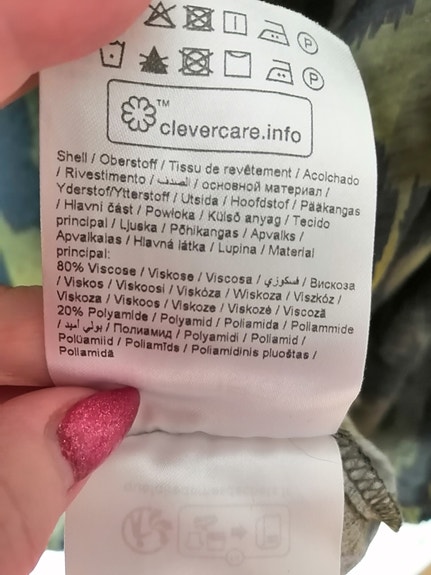 P
P
TM
clevercare.info
Shell / Oberstoff / Tissu de revêtement / Acolchado
/ Rivestimento / الصدف / основной материал /
Yderstof/Ytterstoff / Utsida / Hoofdstof / Pääkangas
/ Hlavní část / Powłoka / Külső anyag / Tecido
principal / Ljuska / Põhikangas / Apvalks /
Apvalkalas / Hlavná látka / Lupina / Material
principal:
80% Viscose / Viskose / Viscosa / فسكوزي / Вискоза
/ Viskos / Viskoosi / Viskóza / Wiskoza / Viszkóz /
Viskoza / Viskoos / Viskoze / Viskozė / Viscoză
20% Polyamide / Polyamid / Poliamida / Poliammide
/ بولي أميد / Полиамид / Polyamidi / Poliamid /
Polüamiid / Poliamīds / Poliamidinis pluoštas /
Poliamidă